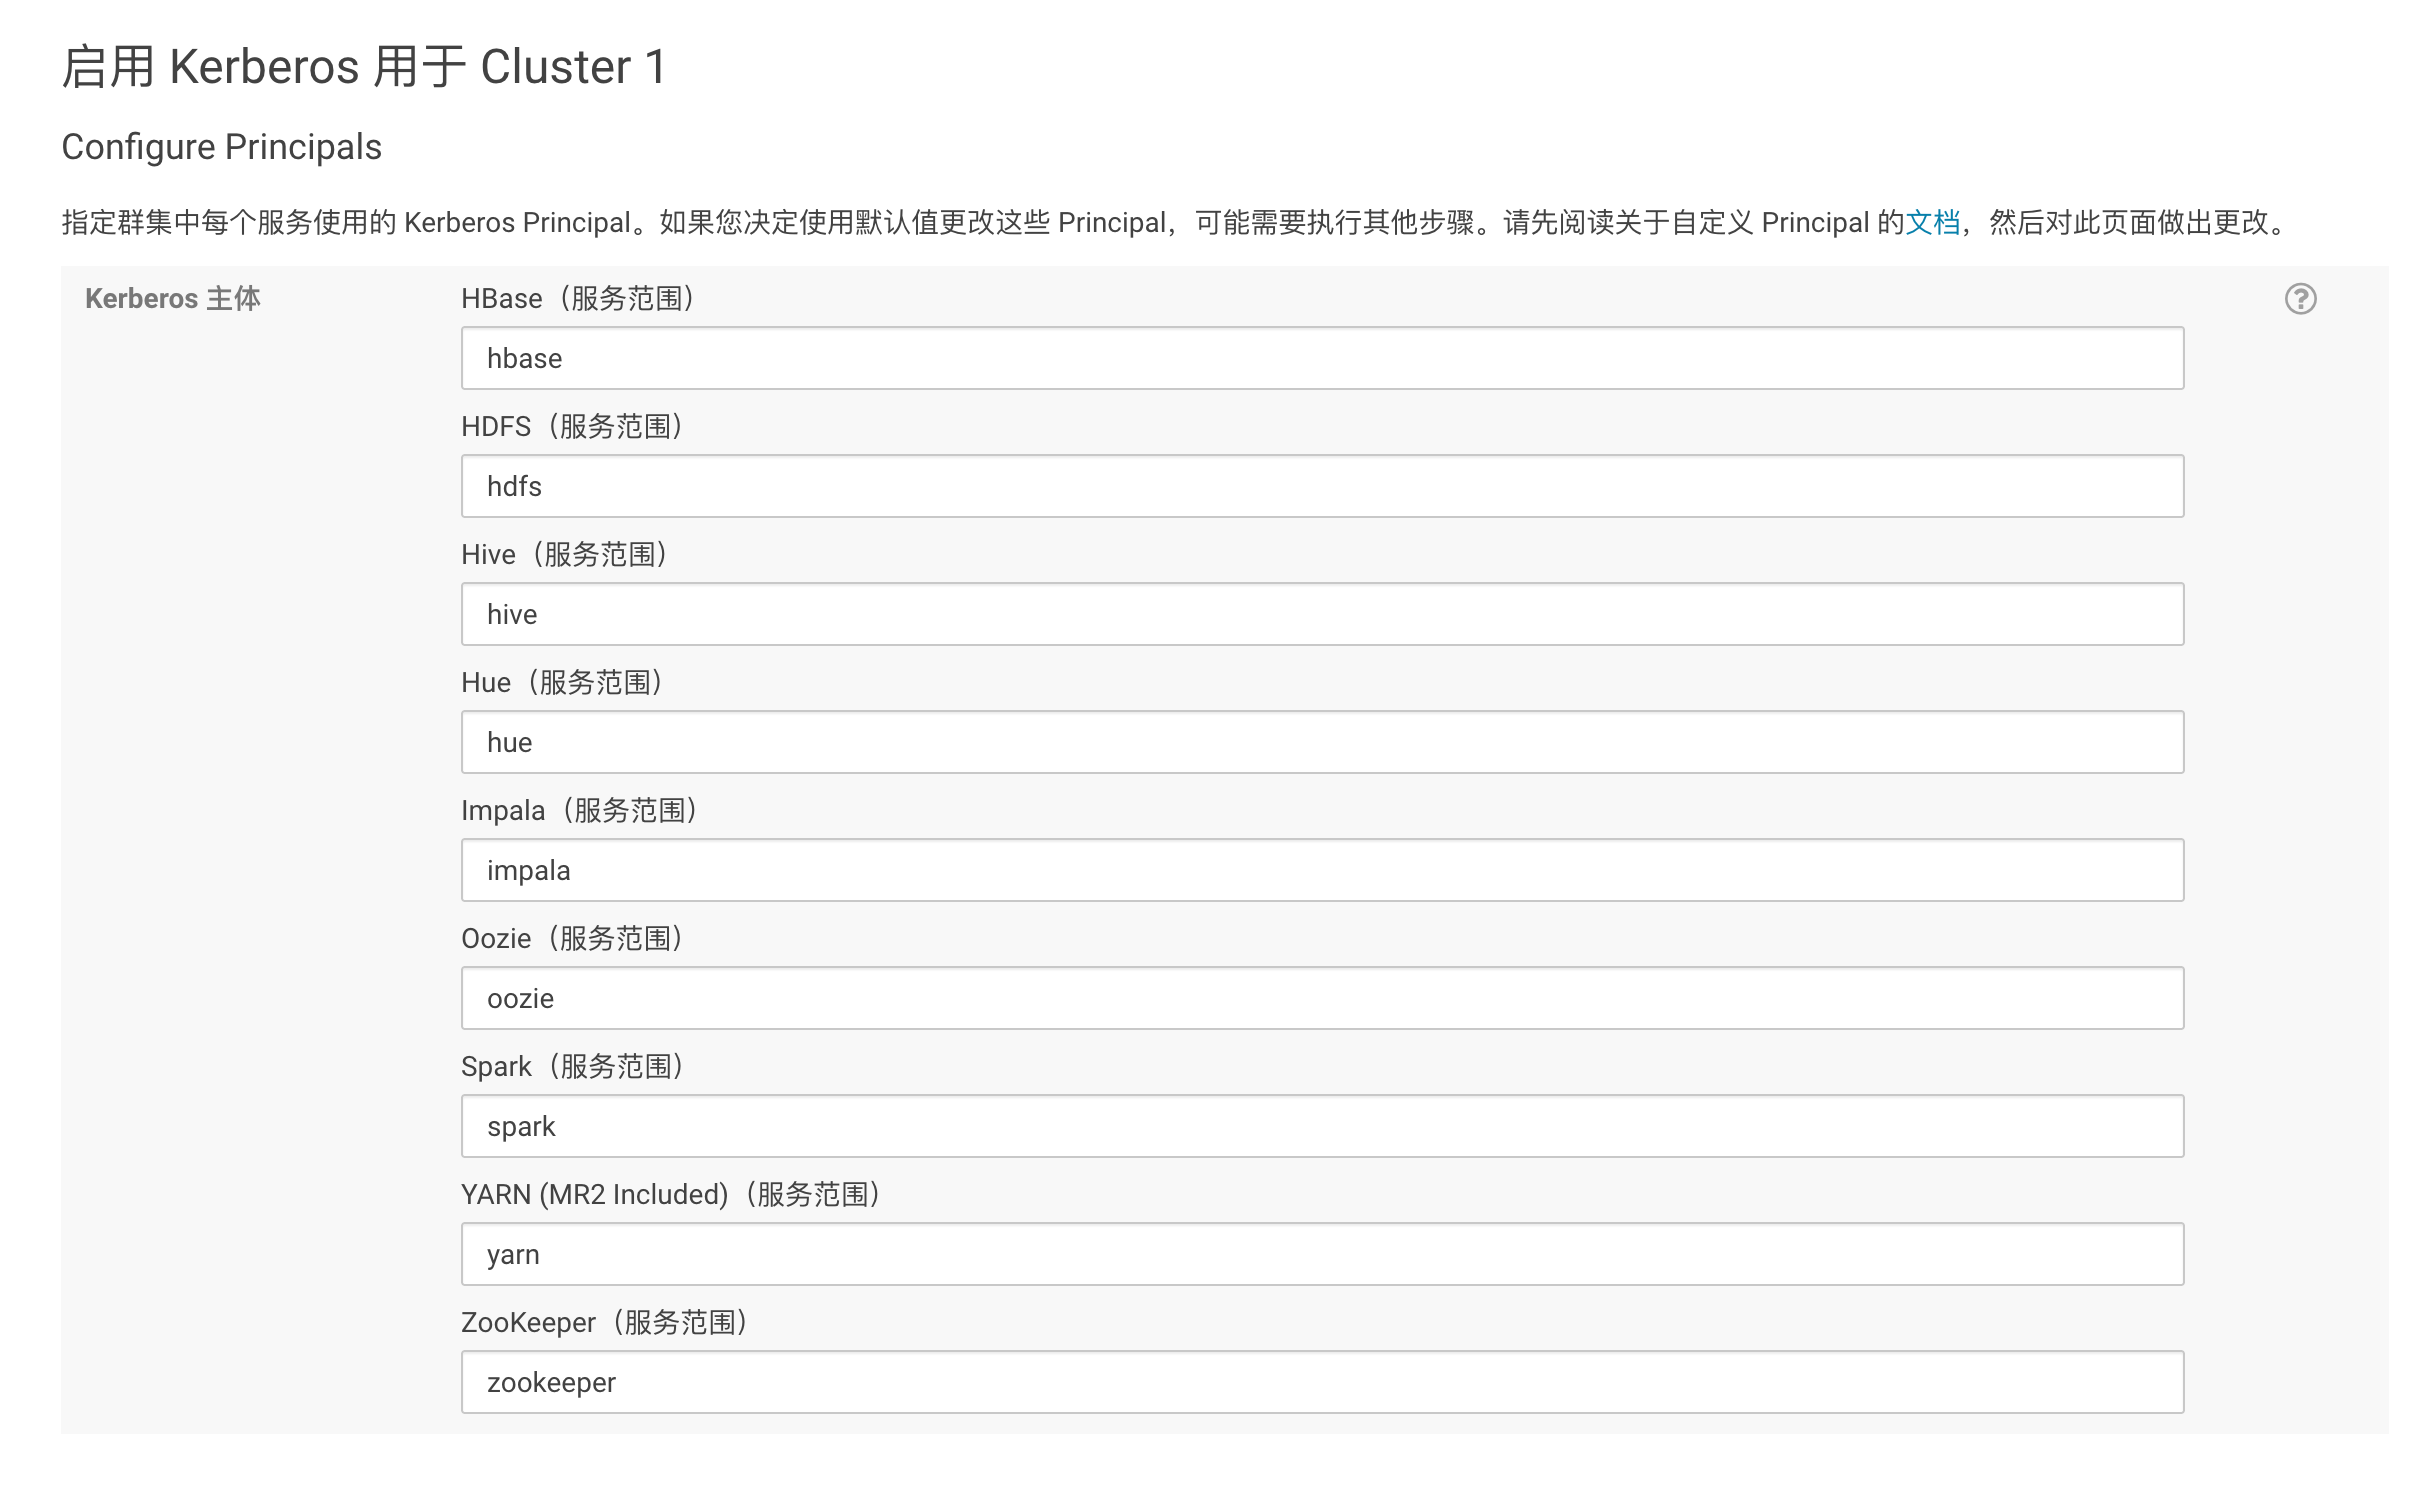 启用 Kerberos 用于 Cluster 1
Configure Principals
指定群集中每个服务使用的 Kerberos Principal。如果您决定使用默认值更改这些 Principal，可能需要执行其他步骤。请先阅读关于自定义 Principal 的文档，然后对此页面做出更改。
Kerberos 主体
HBase（服务范围）
hbase
HDFS（服务范围）
hdfs
Hive（服务范围）
hive
Hue（服务范围）
hue
Impala（服务范围）
impala
Oozie（服务范围）
oozie
Spark（服务范围）
spark
YARN (MR2 Included)（服务范围）
yarn
ZooKeeper（服务范围）
zookeeper